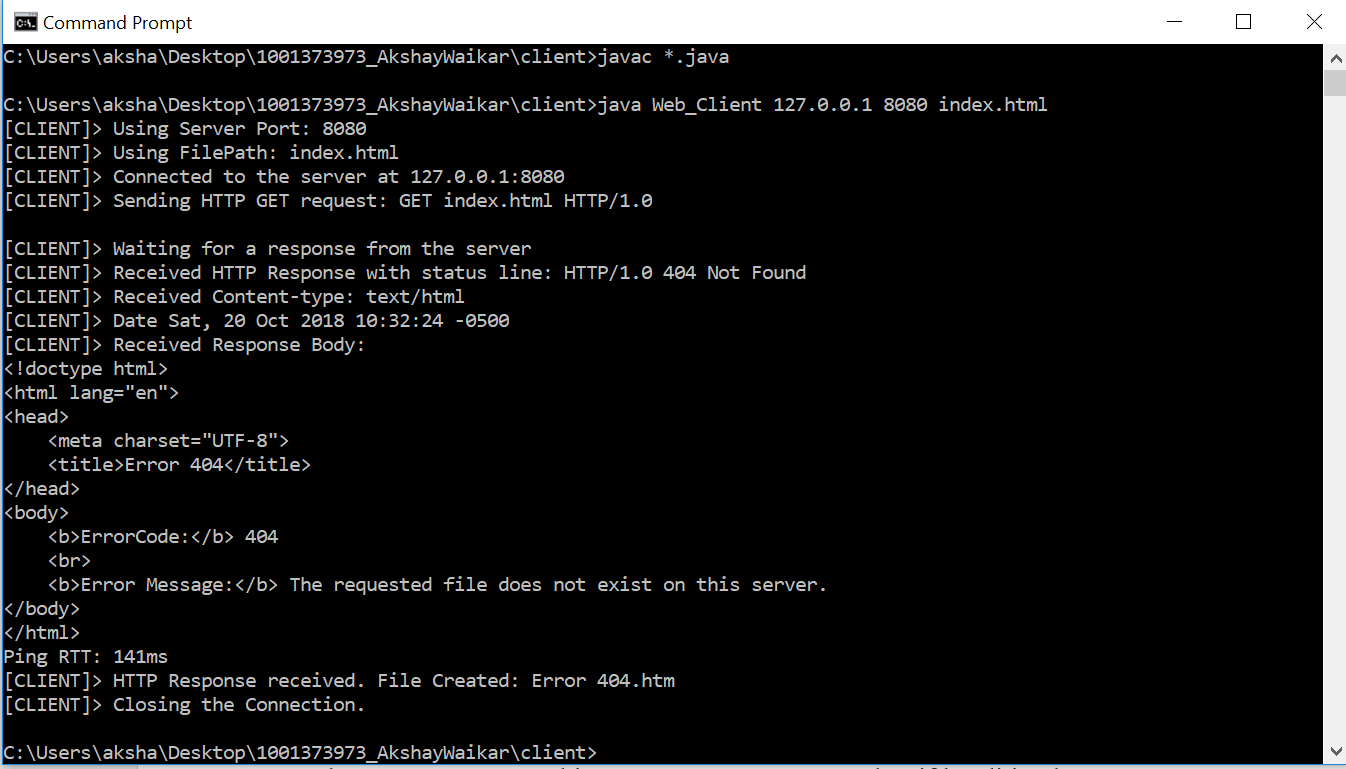 Command Prompt
C:\Users\aksha\Desktop\1001373973_AkshayWaikar\client>javac *.java
C:\Users\aksha\Desktop\1001373973_AkshayWaikar\client>java Web_Client 127.0.0.1 8080 index.html
[CLIENT]> Using Server Port: 8080
[CLIENT]> Using FilePath: index.html
[CLIENT]> Connected to the server at 127.0.0.1:8080
[CLIENT]> Sending HTTP GET request: GET index.html HTTP/1.0
[CLIENT]> Waiting for a response from the server
[CLIENT]> Received HTTP Response with status line: HTTP/1.0 404 Not Found
[CLIENT]> Received Content-type: text/html
[CLIENT]> Date Sat, 20 Oct 2018 10:32:24 -0500
[CLIENT]> Received Response Body:
<!doctype html>
<html lang="en">
<head>
    <meta charset="UTF-8">
    <title>Error 404</title>
</head>
<body>
    <b>ErrorCode:</b> 404
    <br>
    <b>Error Message:</b> The requested file does not exist on this server.
</body>
</html>
Ping RTT: 141ms
[CLIENT]> HTTP Response received. File Created: Error 404.htm
[CLIENT]> Closing the Connection.
C:\Users\aksha\Desktop\1001373973_AkshayWaikar\client>